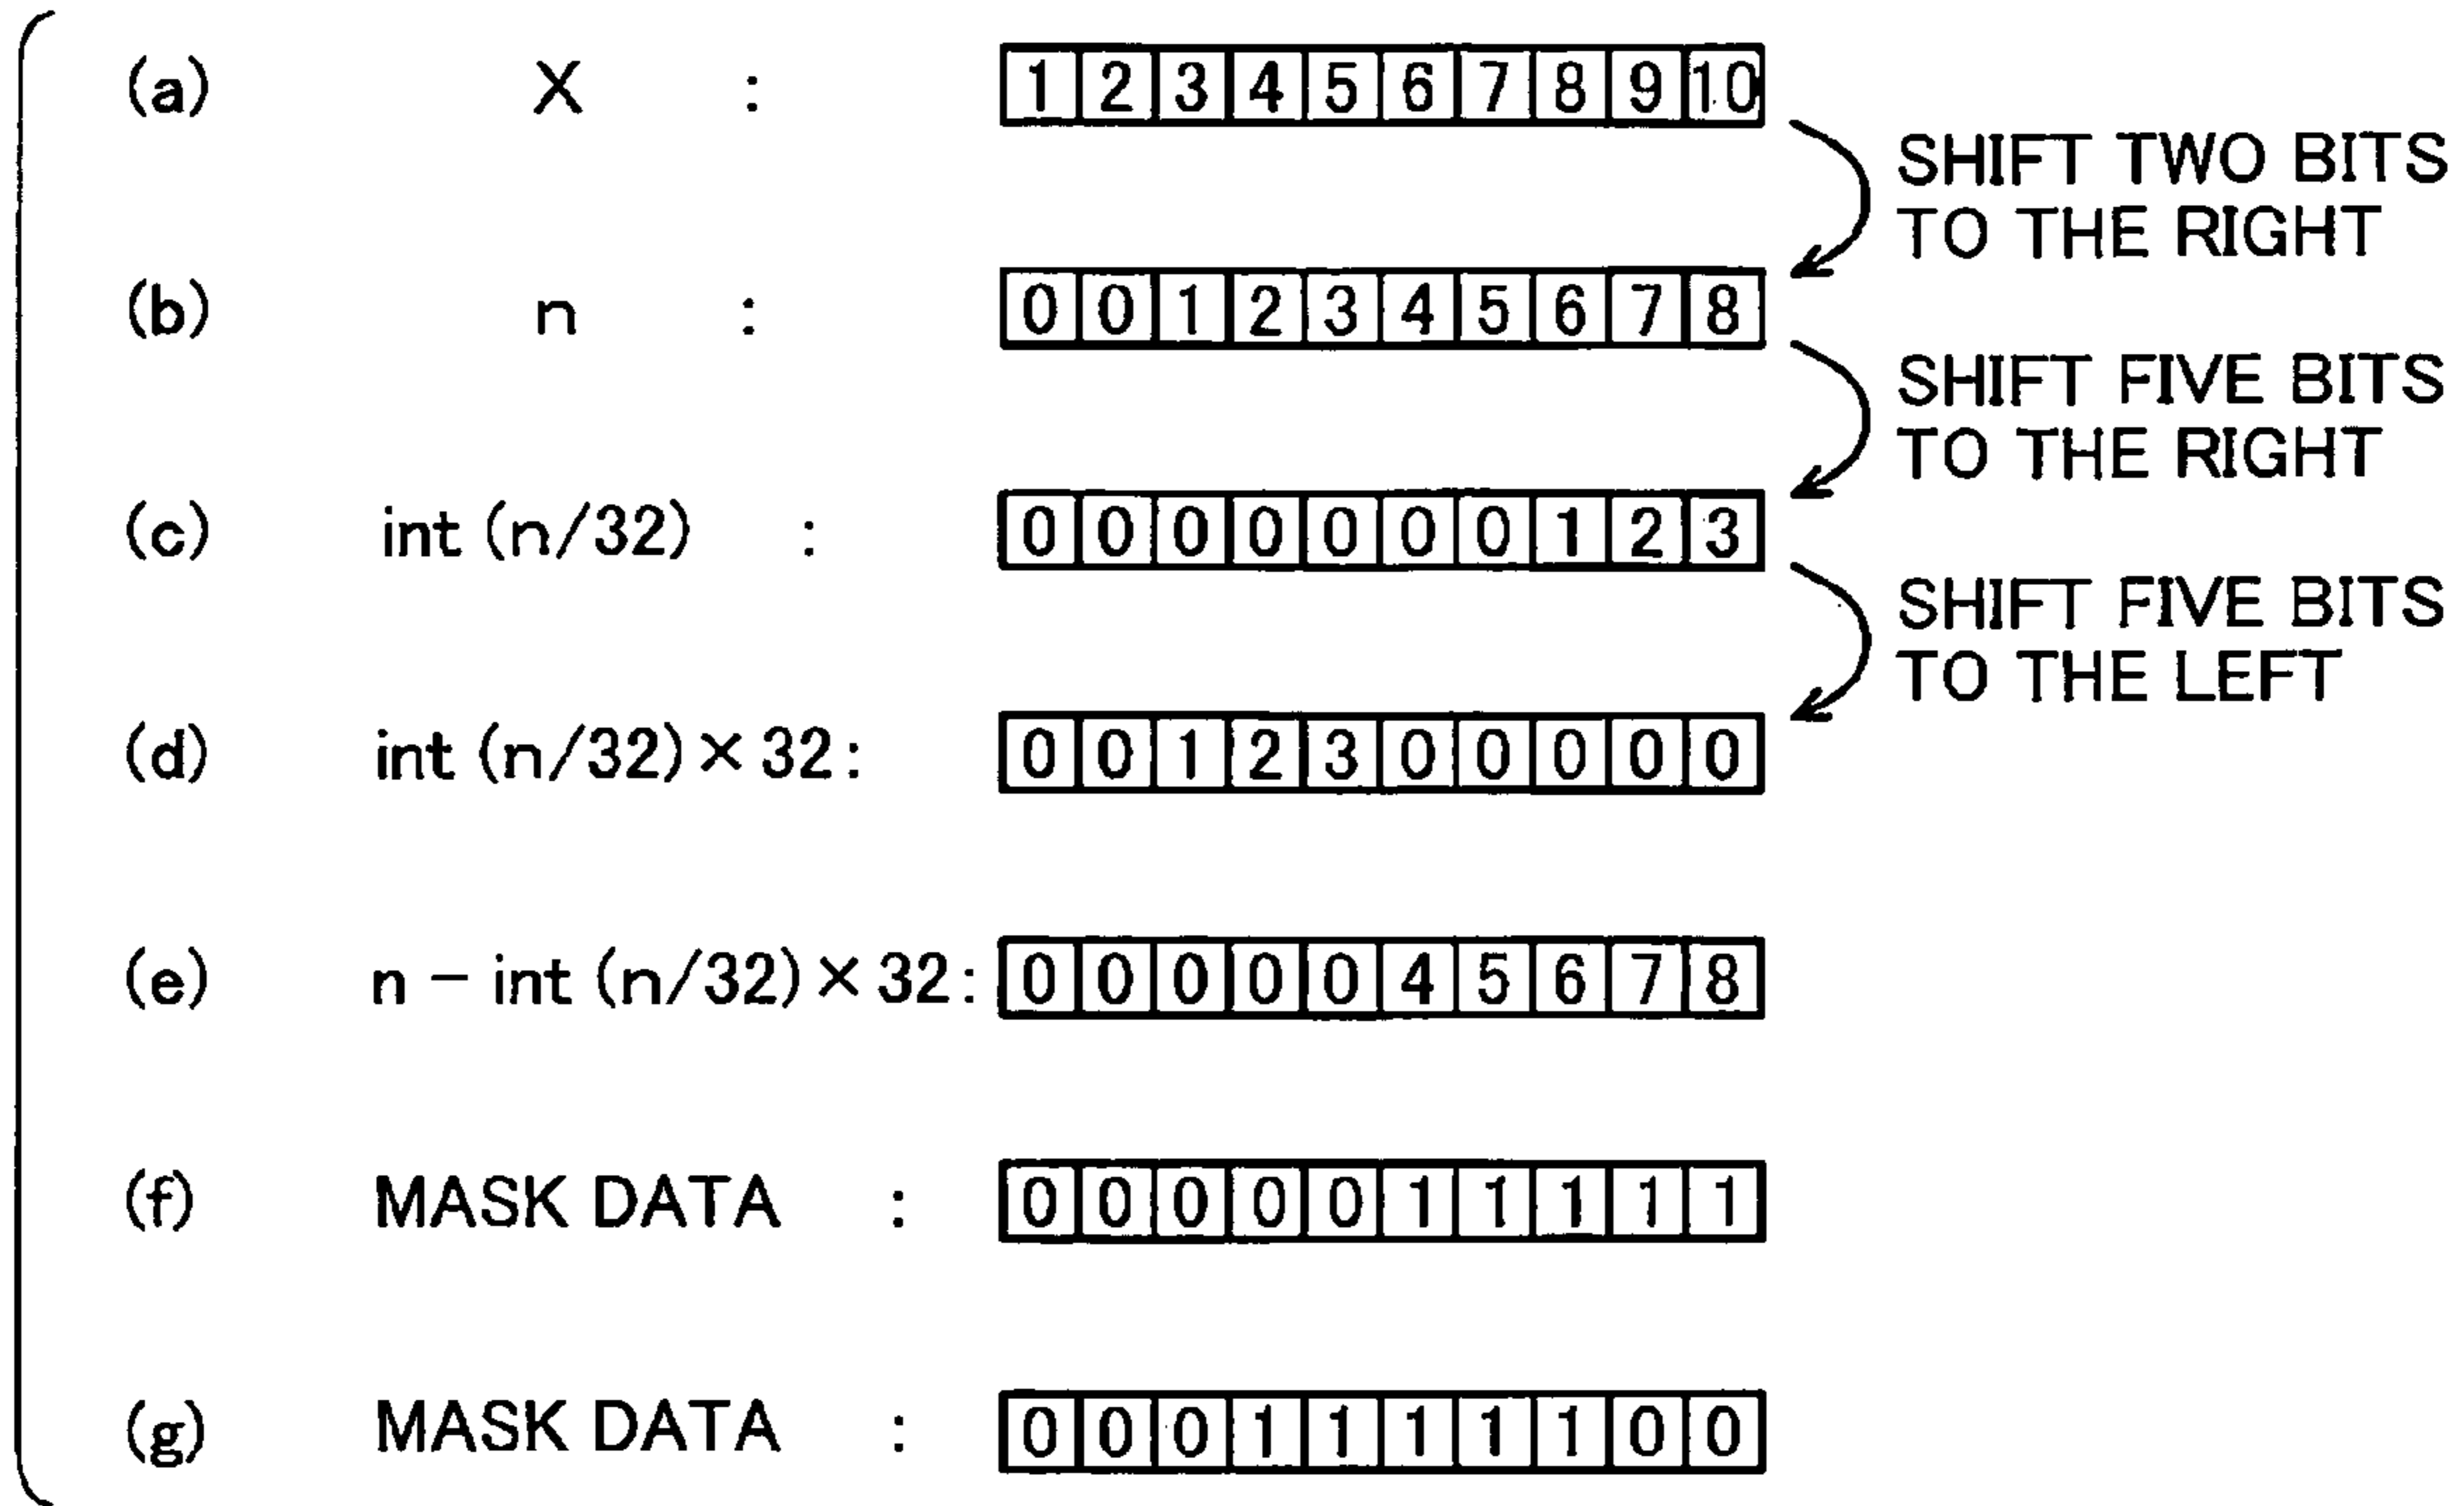 (a) X : 1 2 3 4 5 6 7 8 9 10
SHIFT TWO BITS
TO THE RIGHT
(b) n : 0 0 1 2 3 4 5 6 7 8
SHIFT FIVE BITS
TO THE RIGHT
(c) int (n/32) : 0 0 0 0 0 0 0 1 2 3
SHIFT FIVE BITS
TO THE LEFT
(d) int (n/32)×32: 0 0 1 2 3 0 0 0 0 0
(e) n − int (n/32)×32: 0 0 0 0 0 4 5 6 7 8
(f) MASK DATA : 0 0 0 0 0 1 1 1 1 1
(g) MASK DATA : 0 0 0 1 1 1 1 1 0 0